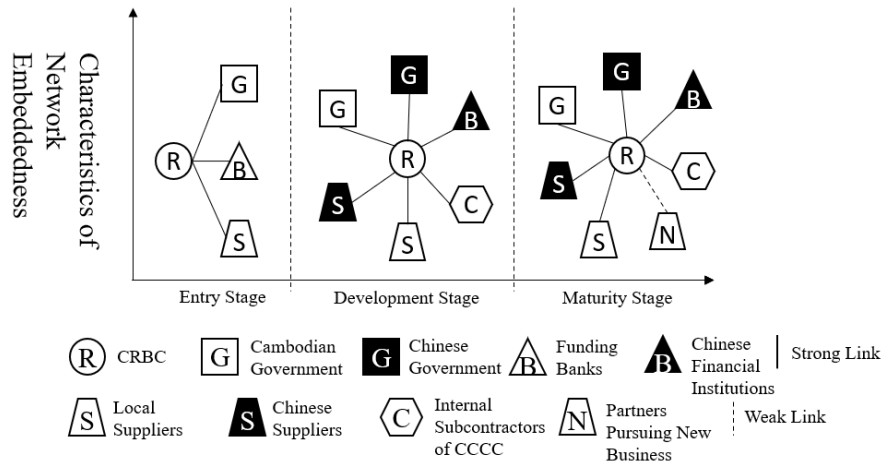 Characteristics of
Network
Embeddedness
G
R
B
S
G
G
B
R
S
S
C
G
G
B
R
S
C
S
N
Entry Stage
Development Stage
Maturity Stage
R
CRBC
G
Cambodian
Government
G
Chinese
Government
B
Funding
Banks
B
Chinese
Financial
Institutions
Strong Link
S
Local
Suppliers
S
Chinese
Suppliers
C
Internal
Subcontractors
of CCCC
N
Partners
Pursuing New
Business
Weak Link